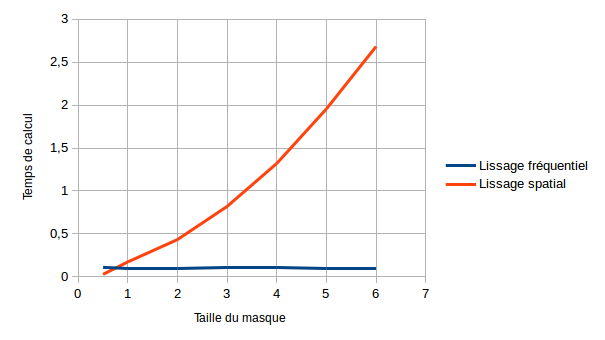 3
2,5
2
1,5
1
0,5
0
0 1 2 3 4 5 6 7
Temps de calcul
Taille du masque
Lissage fréquentiel
Lissage spatial